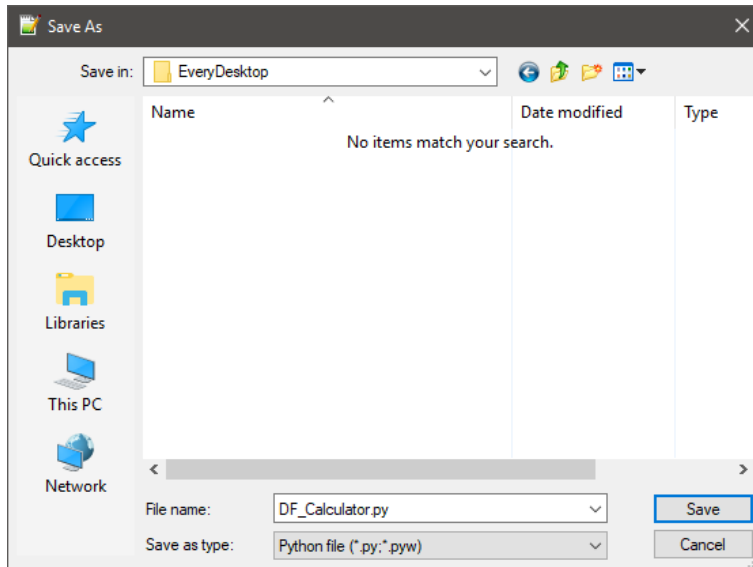 Save As
Save in: EveryDesktop
Name Date modified Type
No items match your search.
Quick access
Desktop
Libraries
This PC
Network
File name: DF_Calculator.py Save
Save as type: Python file (*.py;*.pyw) Cancel